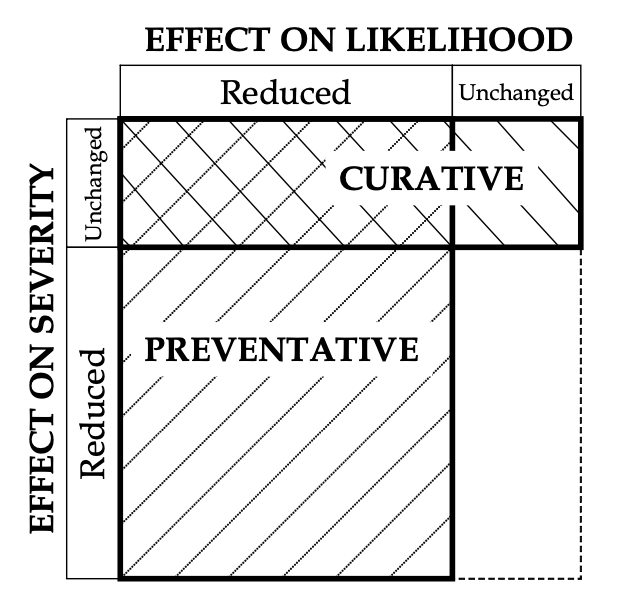 EFFECT ON LIKELIHOOD
Reduced
Unchanged
EFFECT ON SEVERITY
Unchanged
CURATIVE
Reduced
PREVENTATIVE